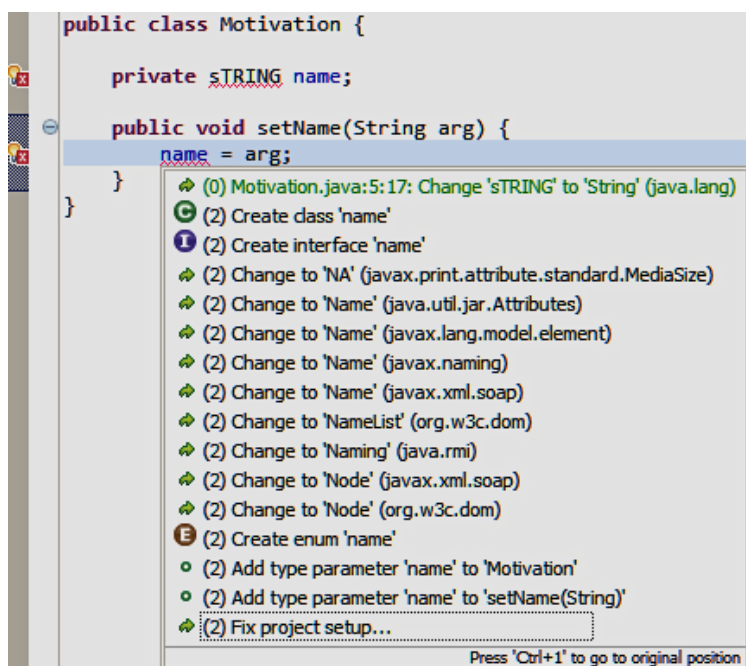 public class Motivation {
private sTRING name;
public void setName(String arg) {
name = arg;
}
}
(0) Motivation.java:5:17: Change 'sTRING' to 'String' (java.lang)
(2) Create class 'name'
(2) Create interface 'name'
(2) Change to 'NA' (javax.print.attribute.standard.MediaSize)
(2) Change to 'Name' (java.util.jar.Attributes)
(2) Change to 'Name' (javax.lang.model.element)
(2) Change to 'Name' (javax.naming)
(2) Change to 'Name' (javax.xml.soap)
(2) Change to 'NameList' (org.w3c.dom)
(2) Change to 'Naming' (java.rmi)
(2) Change to 'Node' (javax.xml.soap)
(2) Change to 'Node' (org.w3c.dom)
(2) Create enum 'name'
(2) Add type parameter 'name' to 'Motivation'
(2) Add type parameter 'name' to 'setName(String)'
(2) Fix project setup...
Press 'Ctrl+1' to go to original position